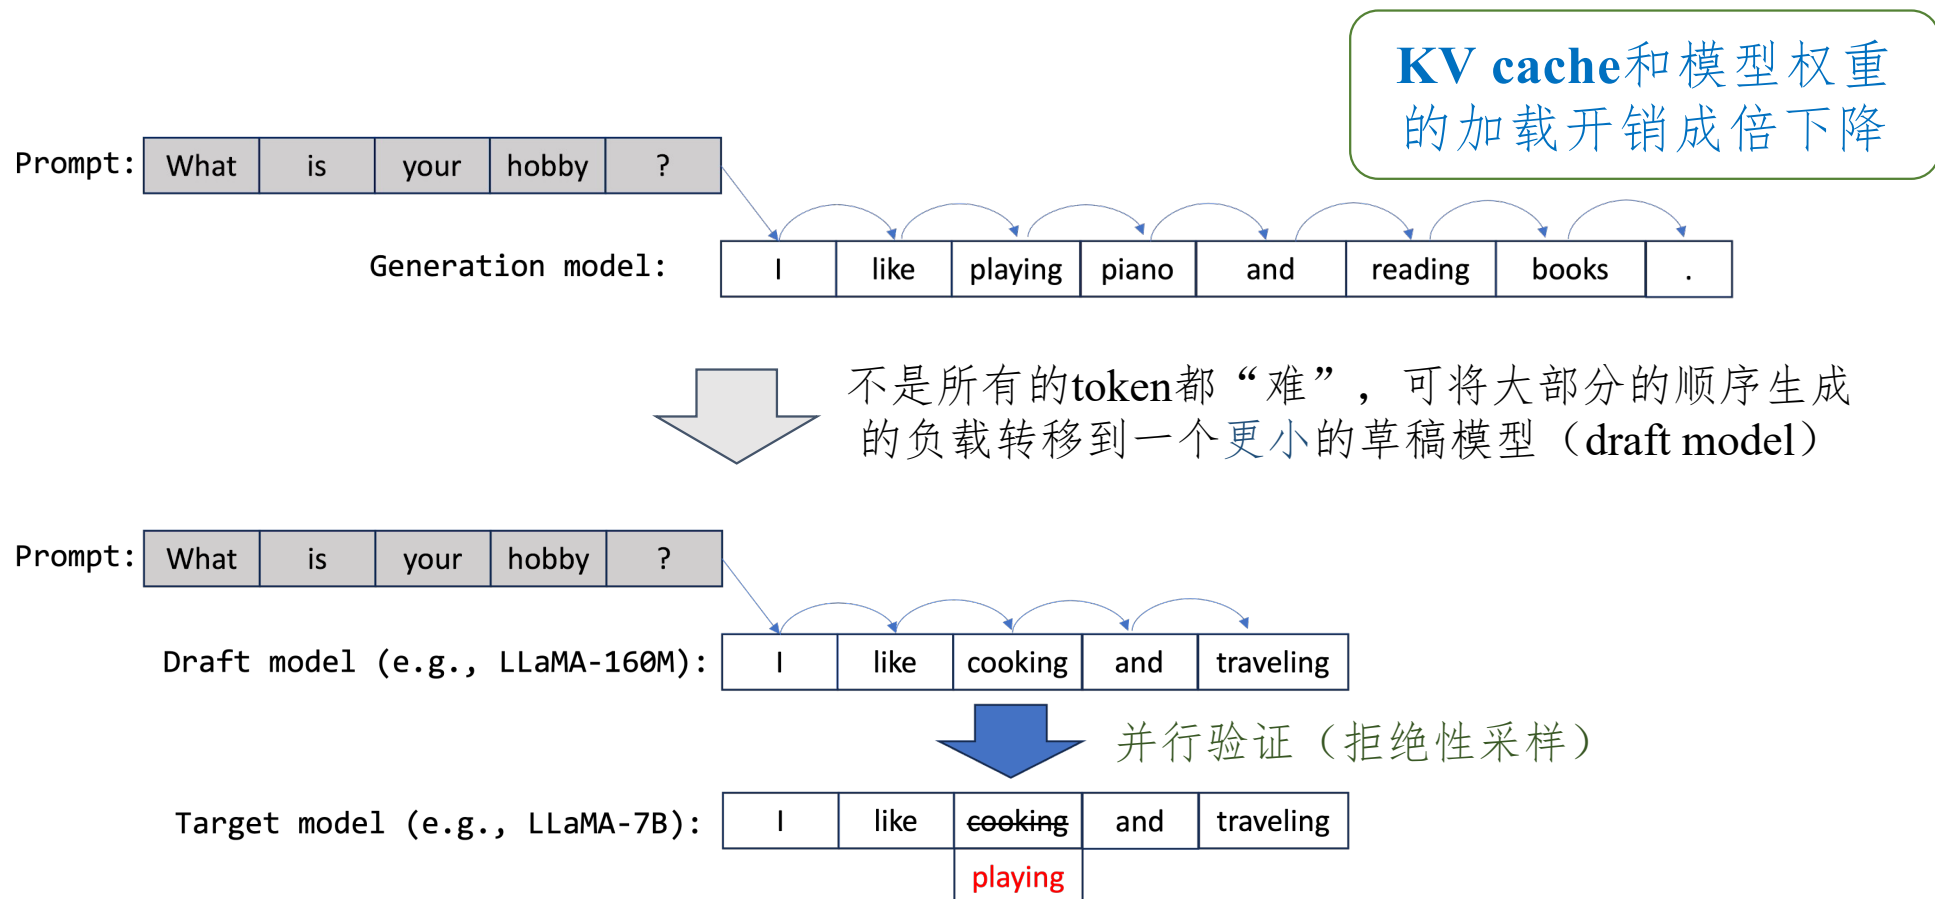 KV cache和模型权重
的加载开销成倍下降
Prompt: What is your hobby ?
Generation model: I like playing piano and reading books .
不是所有的token都“难”，可将大部分的顺序生成
的负载转移到一个更小的草稿模型（draft model）
Prompt: What is your hobby ?
Draft model (e.g., LLaMA-160M): I like cooking and traveling
并行验证（拒绝性采样）
Target model (e.g., LLaMA-7B): I like cooking and traveling
playing